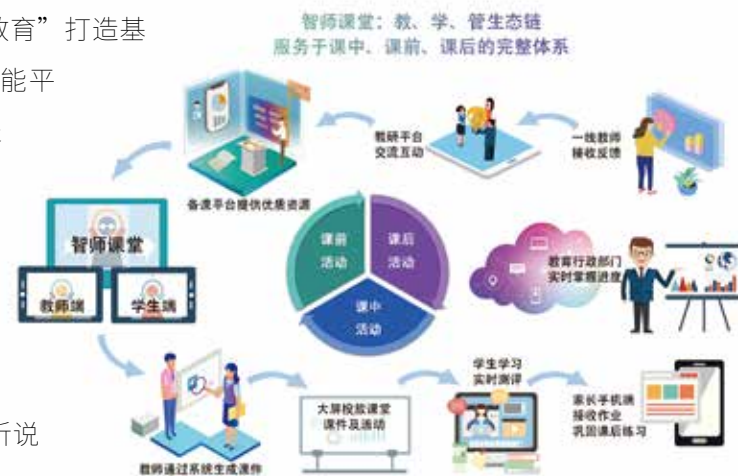 教育”打造基
能平
智师课堂：教、学、管生态链
服务于课中、课前、课后的完整体系
教研平台
交流互动
一线教师
接收反馈
备课平台提供优质资源
智师课堂
教师端
学生端
课前
活动
课后
活动
课中
活动
教育行政部门
实时掌握进度
学生学习
实时测评
大屏投放课堂
课件及活动
家长手机端
接收作业
巩固课后练习
所说
教师通过系统生成课件